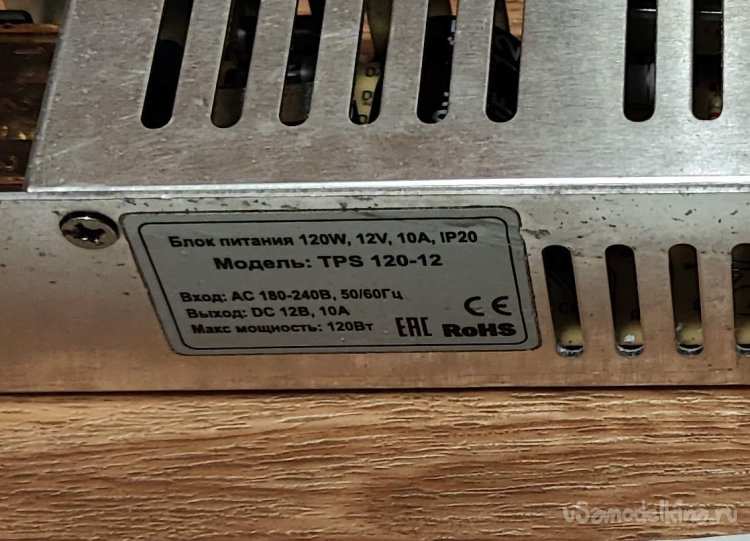 Блок питания 120W, 12V, 10A, IP20
Модель: TPS 120-12
Вход: AC 180-240В, 50/60Гц
Выход: DC 12В, 10А
Макс мощность: 120Вт
CE
EAC RoHS
uSamodelkina.ru